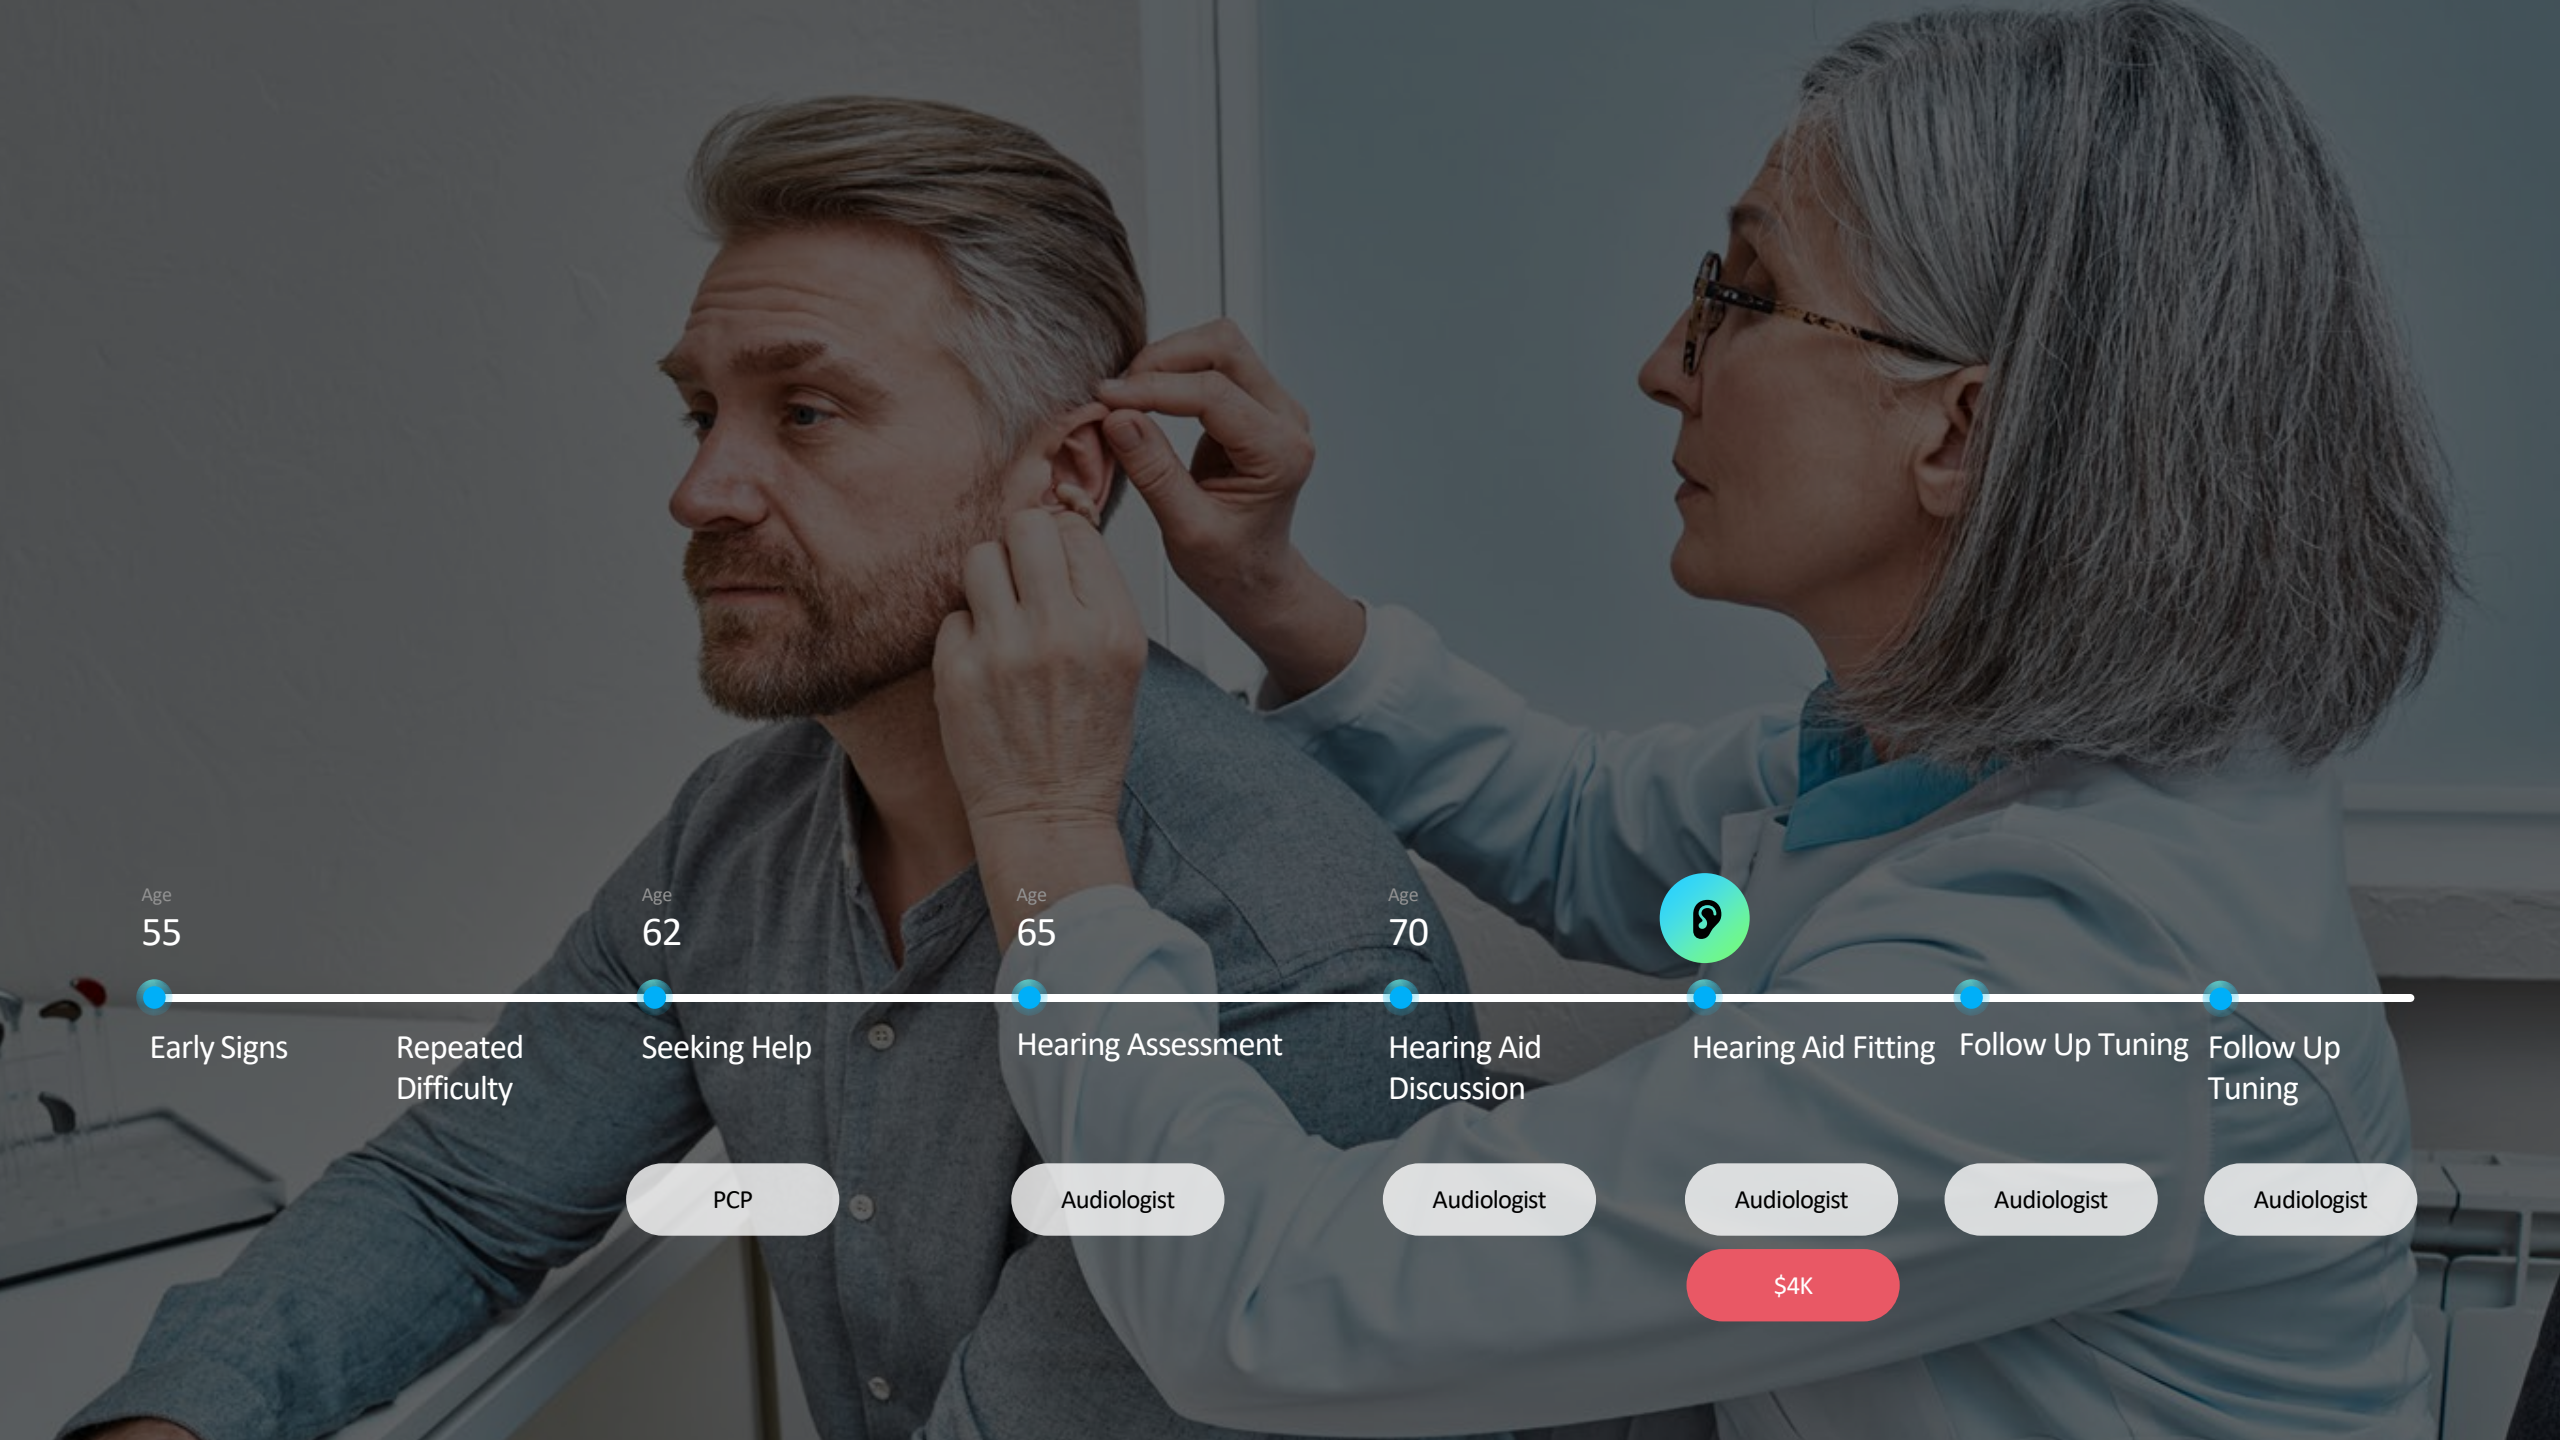 Age
55
Age
62
Age
65
Age
70
Early Signs
Repeated
Difficulty
Seeking Help
Hearing Assessment
Hearing Aid
Discussion
Hearing Aid Fitting
Follow Up Tuning
Follow Up
Tuning
PCP
Audiologist
Audiologist
Audiologist
Audiologist
Audiologist
$4K